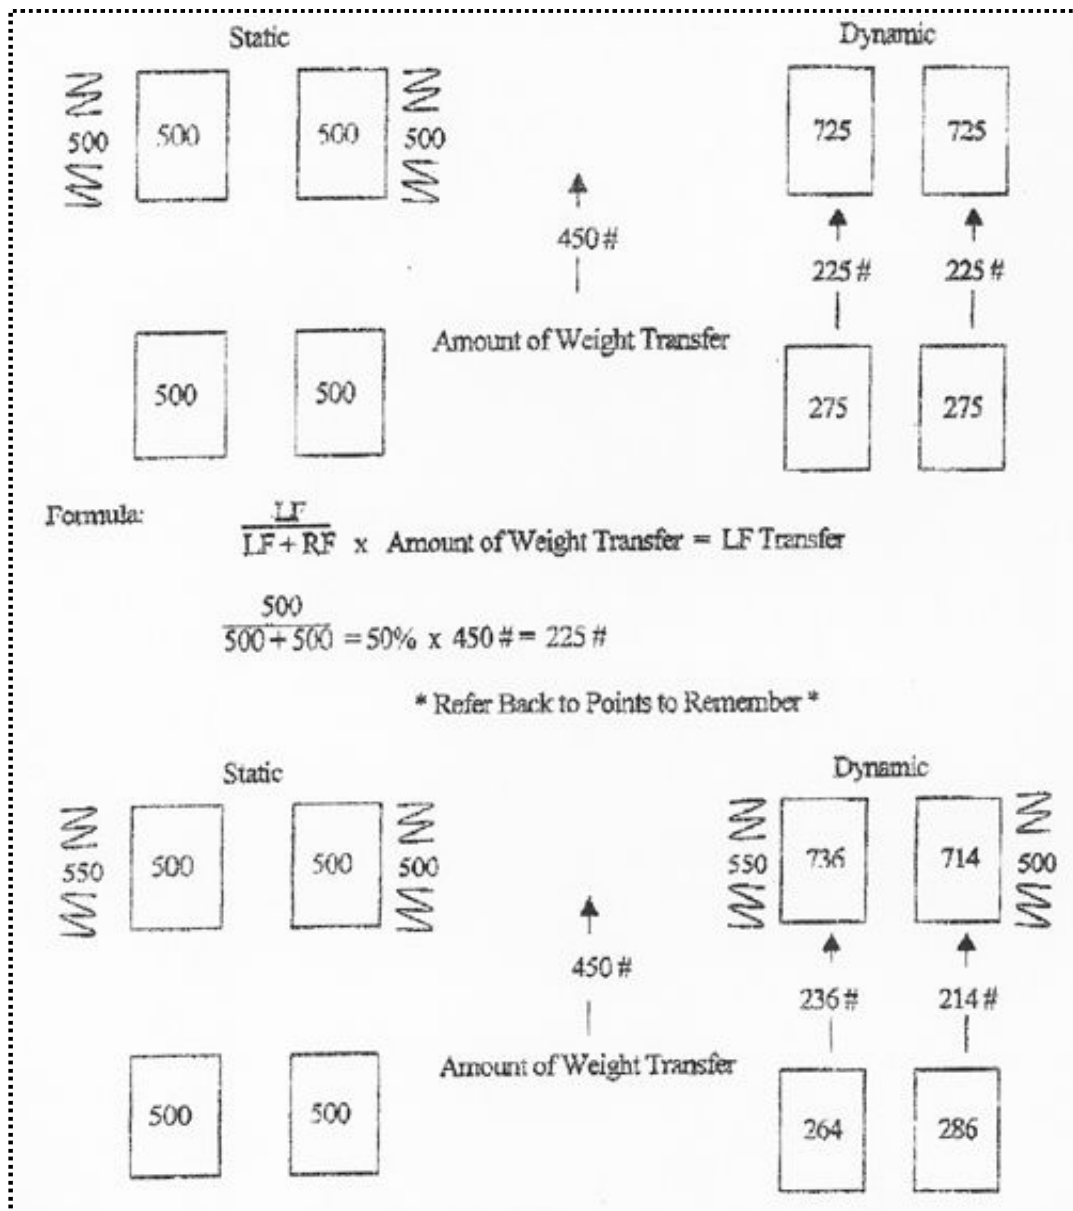 Static Dynamic
500 500 500 500 725 725
450 #
225 # 225 #
Amount of Weight Transfer
500 500 275 275
Formula: LF
LF + RF x Amount of Weight Transfer = LF Transfer
500
500 + 500 = 50% x 450 # = 225 #
* Refer Back to Points to Remember *
Static Dynamic
550 500 500 500 550 736 714 500
450 #
236 # 214 #
Amount of Weight Transfer
500 500 264 286